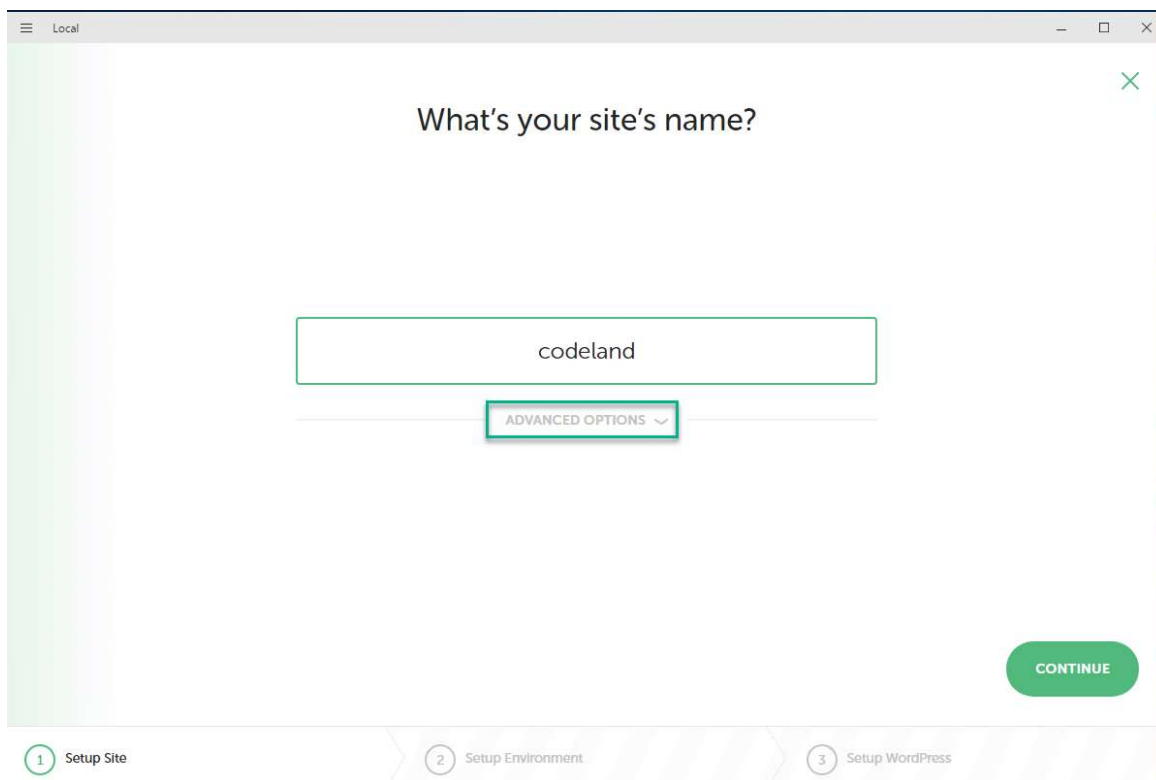 Local
What's your site's name?
codeland
ADVANCED OPTIONS
CONTINUE
1 Setup Site
2 Setup Environment
3 Setup WordPress